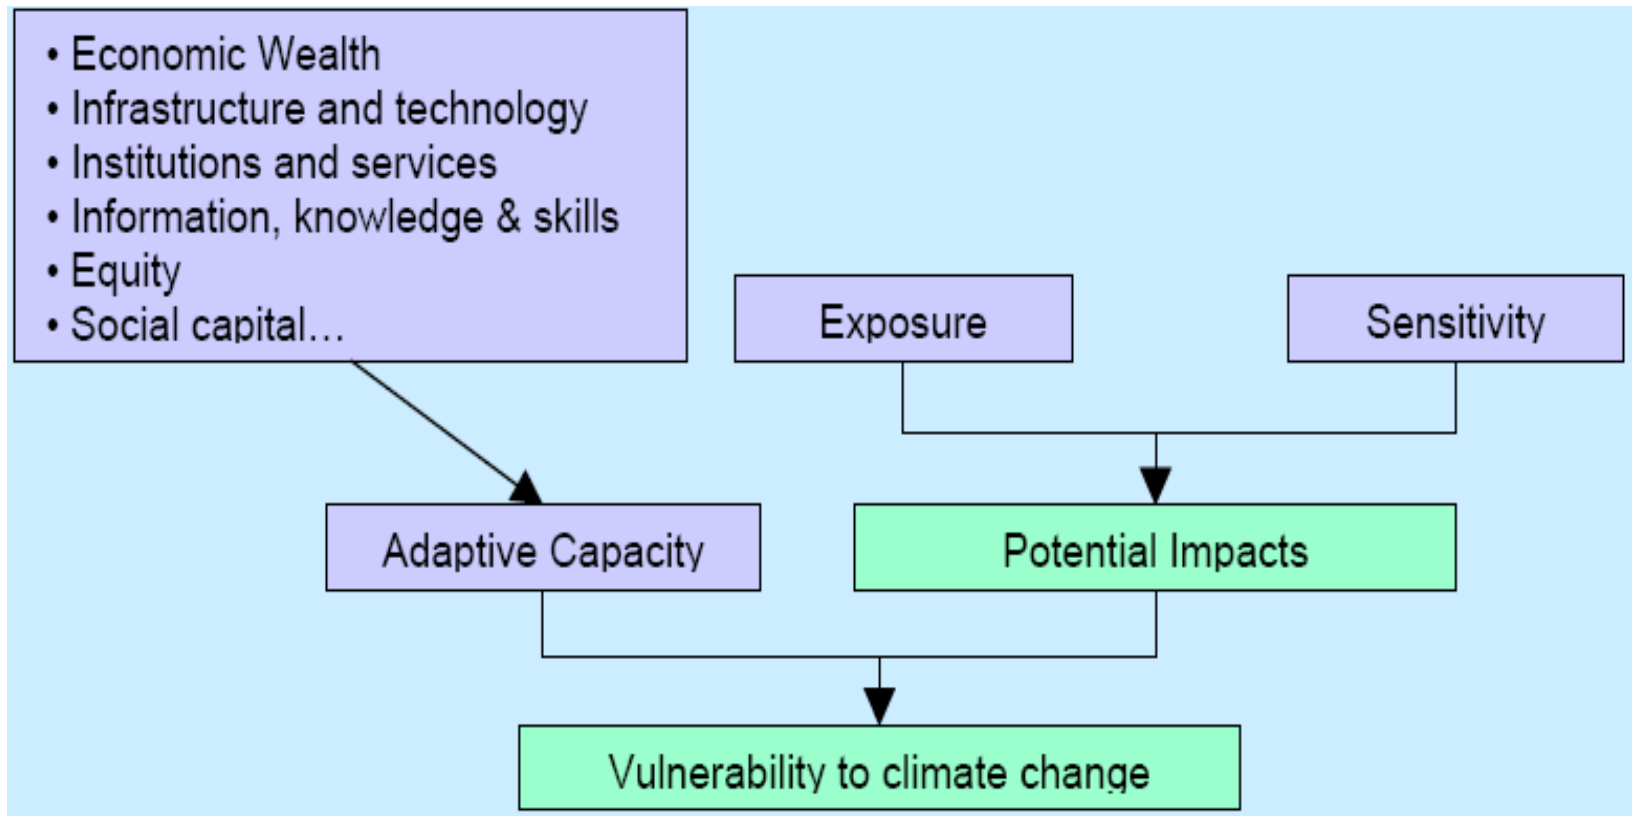 • Economic Wealth
• Infrastructure and technology
• Institutions and services
• Information, knowledge & skills
• Equity
• Social capital...
Exposure
Sensitivity
Adaptive Capacity
Potential Impacts
Vulnerability to climate change